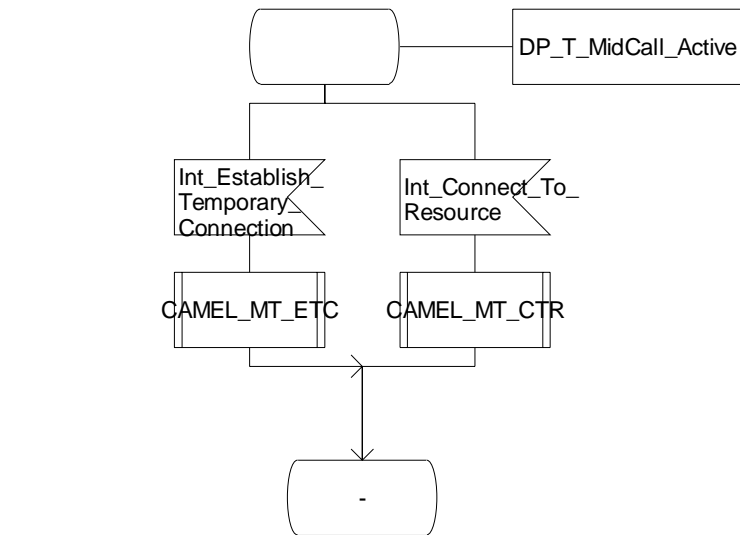 DP_T_MidCall_Active
Int_Establish_
Temporary_
Connection
Int_Connect_To_
Resource
CAMEL_MT_ETC
CAMEL_MT_CTR
-